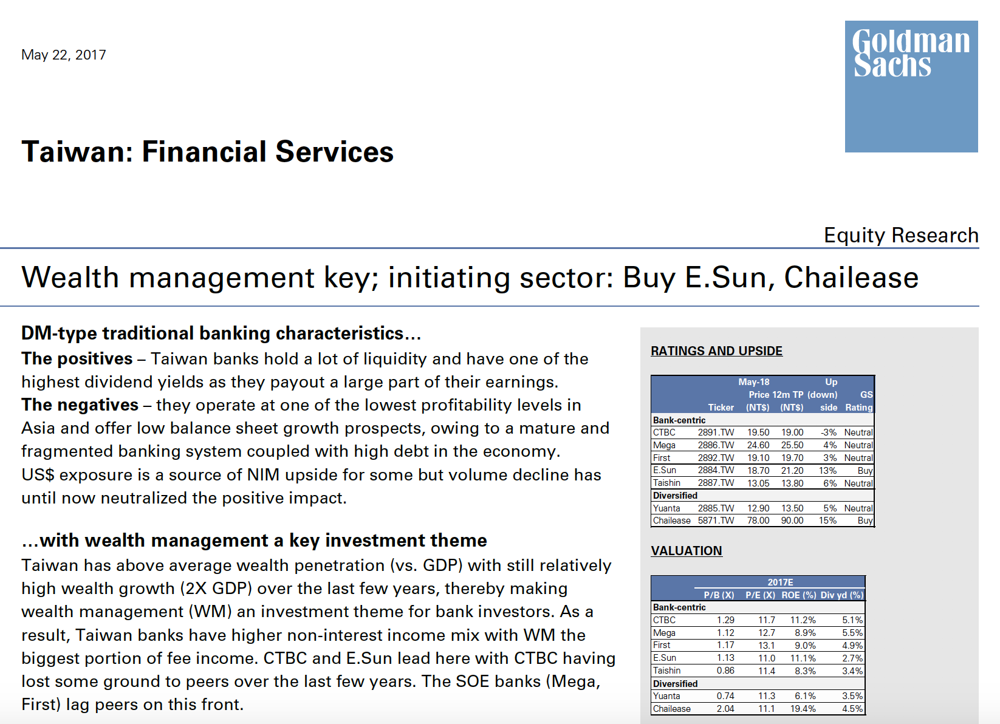 May 22, 2017
Goldman
Sachs
Taiwan: Financial Services
Equity Research
Wealth management key; initiating sector: Buy E.Sun, Chailease
DM-type traditional banking characteristics…
The positives – Taiwan banks hold a lot of liquidity and have one of the
highest dividend yields as they payout a large part of their earnings.
The negatives – they operate at one of the lowest profitability levels in
Asia and offer low balance sheet growth prospects, owing to a mature and
fragmented banking system coupled with high debt in the economy.
US$ exposure is a source of NIM upside for some but volume decline has
until now neutralized the positive impact.
…with wealth management a key investment theme
Taiwan has above average wealth penetration (vs. GDP) with still relatively
high wealth growth (2X GDP) over the last few years, thereby making
wealth management (WM) an investment theme for bank investors. As a
result, Taiwan banks have higher non-interest income mix with WM the
biggest portion of fee income. CTBC and E.Sun lead here with CTBC having
lost some ground to peers over the last few years. The SOE banks (Mega,
First) lag peers on this front.
RATINGS AND UPSIDE
May-18 Up
Price 12m TP (down) GS
Ticker (NT$) (NT$) side Rating
Bank-centric
CTBC 2891.TW 19.50 19.00 -3% Neutral
Mega 2886.TW 24.60 25.50 4% Neutral
First 2892.TW 19.10 19.70 3% Neutral
E.Sun 2884.TW 18.70 21.20 13% Buy
Taishin 2887.TW 13.05 13.80 6% Neutral
Diversified
Yuanta 2885.TW 12.90 13.50 5% Neutral
Chailease 5871.TW 78.00 90.00 15% Buy
VALUATION
2017E
P/B (X) P/E (X) ROE (%) Div yd (%)
Bank-centric
CTBC 1.29 11.7 11.2% 5.1%
Mega 1.12 12.7 8.9% 5.5%
First 1.17 13.1 9.0% 4.9%
E.Sun 1.13 11.0 11.1% 2.7%
Taishin 0.86 11.4 8.3% 3.4%
Diversified
Yuanta 0.74 11.3 6.1% 3.5%
Chailease 2.04 11.1 19.4% 4.5%